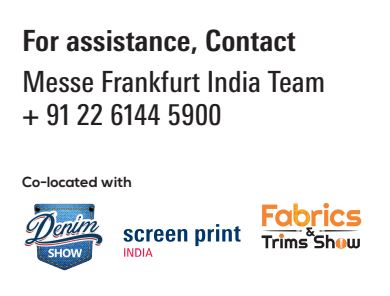 For assistance, Contact
Messe Frankfurt India Team
+ 91 22 6144 5900
Co-located with
Denim
SHOW
screen print
INDIA
Fabrics
&
Trims Show